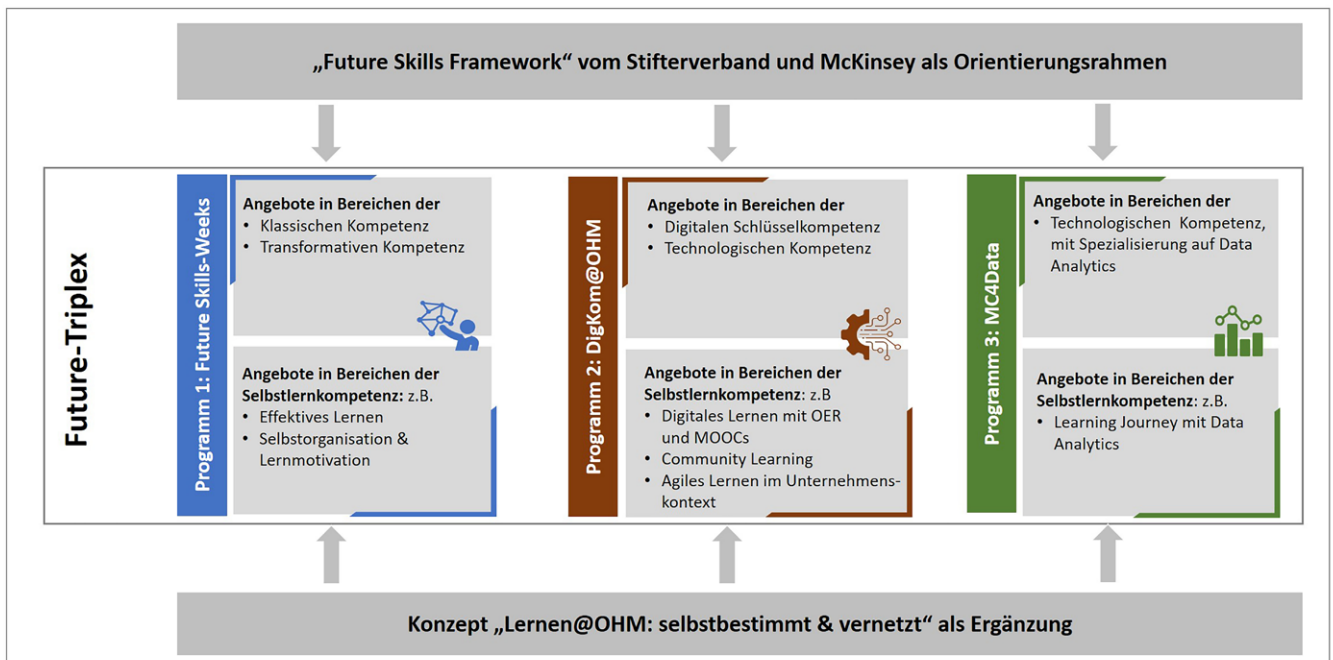 „Future Skills Framework“ vom Stifterverband und McKinsey als Orientierungsrahmen
Future-Triplex
Programm 1: Future Skills-Weeks
Angebote in Bereichen der
• Klassischen Kompetenz
• Transformativen Kompetenz
Angebote in Bereichen der
Selbstlernkompetenz: z.B.
• Effektives Lernen
• Selbstorganisation &
Lernmotivation
Programm 2: DigKom@OHM
Angebote in Bereichen der
• Digitalen Schlüsselkompetenz
• Technologischen Kompetenz
Angebote in Bereichen der
Selbstlernkompetenz: z.B
• Digitales Lernen mit OER
und MOOCs
• Community Learning
• Agiles Lernen im Unternehmens-
kontext
Programm 3: MC4Data
Angebote in Bereichen der
• Technologischen Kompetenz,
mit Spezialisierung auf Data
Analytics
Angebote in Bereichen der
Selbstlernkompetenz: z.B.
• Learning Journey mit Data
Analytics
Konzept „Lernen@OHM: selbstbestimmt & vernetzt“ als Ergänzung